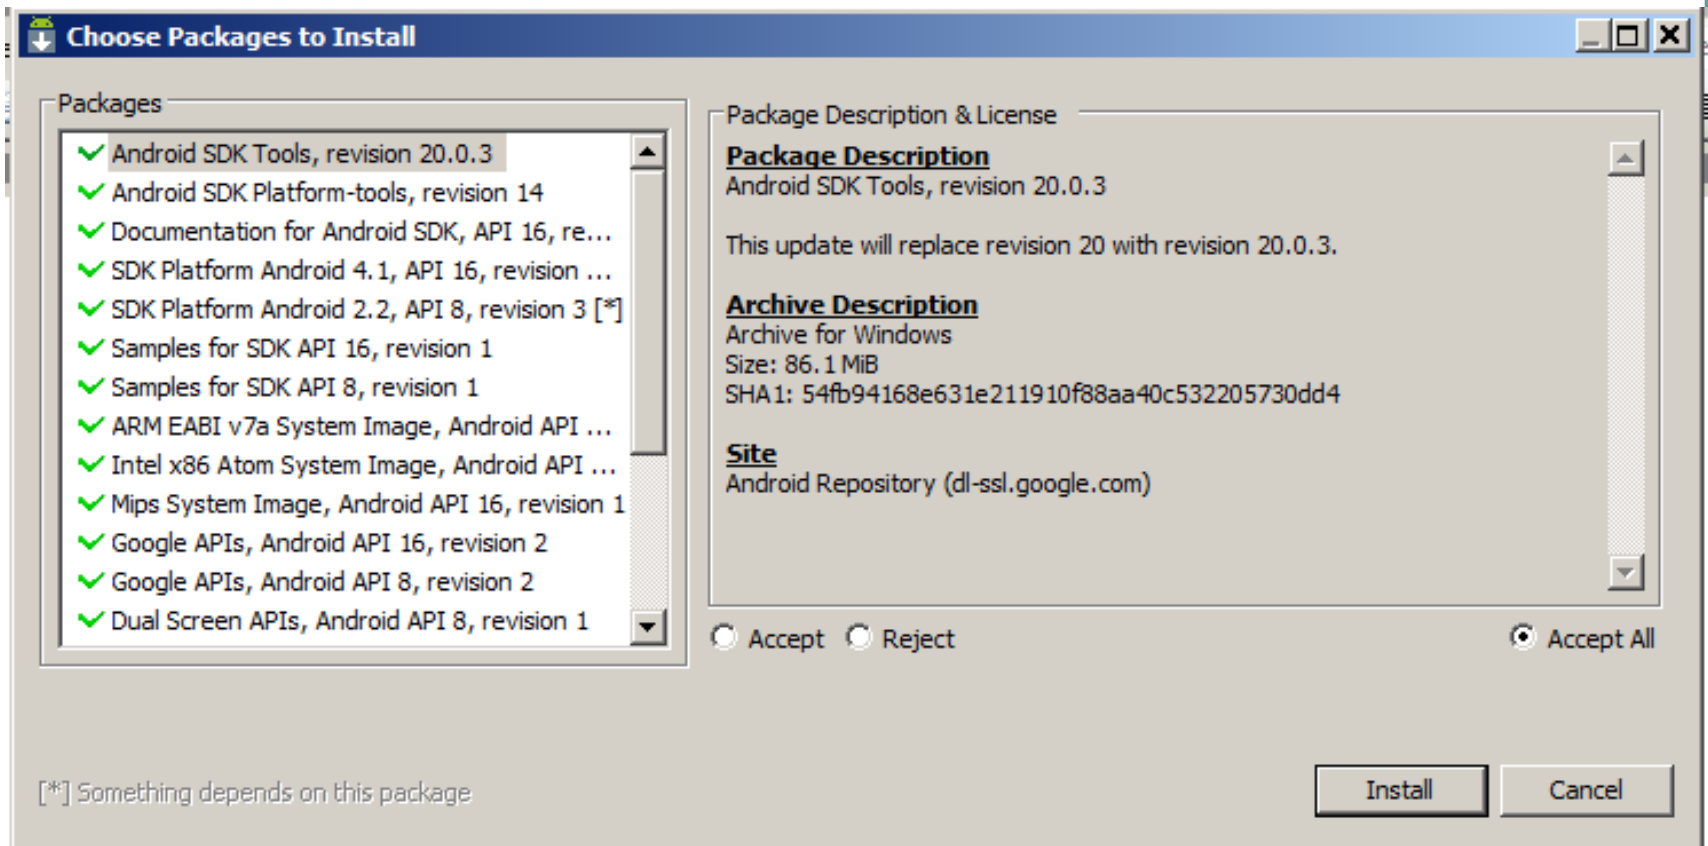 Choose Packages to Install
Packages
Android SDK Tools, revision 20.0.3
Android SDK Platform-tools, revision 14
Documentation for Android SDK, API 16, re...
SDK Platform Android 4.1, API 16, revision ...
SDK Platform Android 2.2, API 8, revision 3 [*]
Samples for SDK API 16, revision 1
Samples for SDK API 8, revision 1
ARM EABI v7a System Image, Android API ...
Intel x86 Atom System Image, Android API ...
Mips System Image, Android API 16, revision 1
Google APIs, Android API 16, revision 2
Google APIs, Android API 8, revision 2
Dual Screen APIs, Android API 8, revision 1
Package Description & License
Package Description
Android SDK Tools, revision 20.0.3
This update will replace revision 20 with revision 20.0.3.
Archive Description
Archive for Windows
Size: 86.1 MiB
SHA1: 54fb94168e631e211910f88aa40c532205730dd4
Site
Android Repository (dl-ssl.google.com)
Accept Reject Accept All
[*] Something depends on this package
Install Cancel